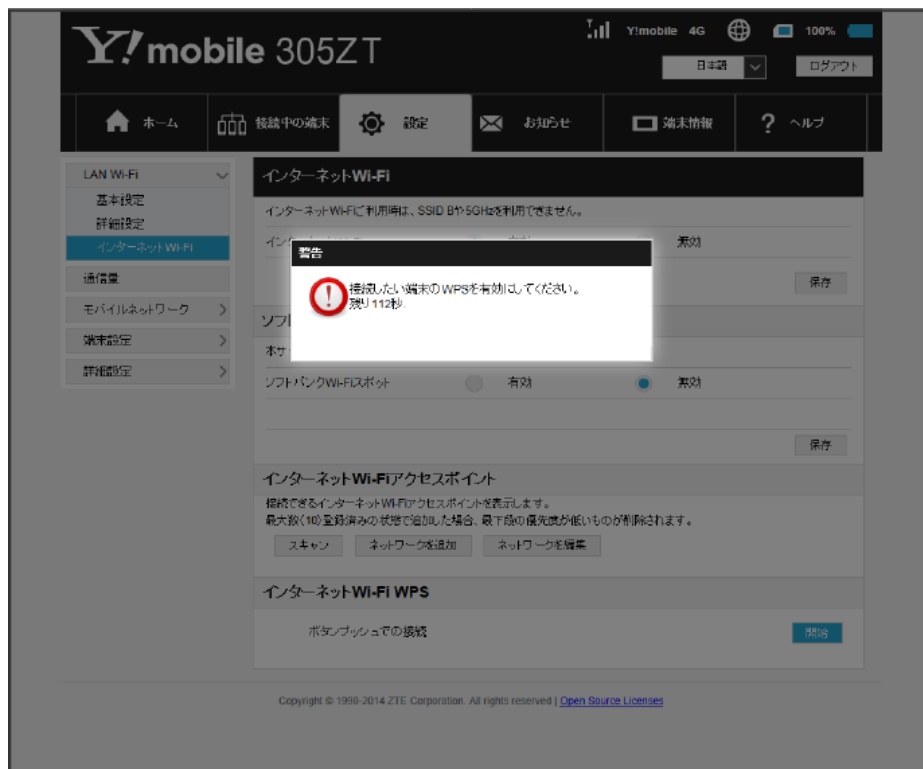 Y! mobile 305ZT
Y!mobile 4G 100%
日本語 ログアウト
ホーム 接続中の端末 設定 お知らせ 端末情報 ? ヘルプ
LAN Wi-Fi
基本設定
詳細設定
インターネットWi-Fi
通信量
モバイルネットワーク
端末設定
詳細設定
インターネットWi-Fi
インターネットWi-Fiご利用時は、SSID Bや5GHzを利用できません。
無効
保存
警告
接続したい端末のWPSを有効にしてください。
残り112秒
ソフ
本サ
ソフトバンクWi-Fiスポット 有効 無効
保存
インターネットWi-Fiアクセスポイント
接続できるインターネットWi-Fiアクセスポイントを表示します。
最大数(10)登録済みの状態で追加した場合、最下段の優先度が低いものが削除されます。
スキャン ネットワークを追加 ネットワークを編集
インターネットWi-Fi WPS
ボタンプッシュでの接続 開始
Copyright © 1998-2014 ZTE Corporation. All rights reserved | Open Source Licenses